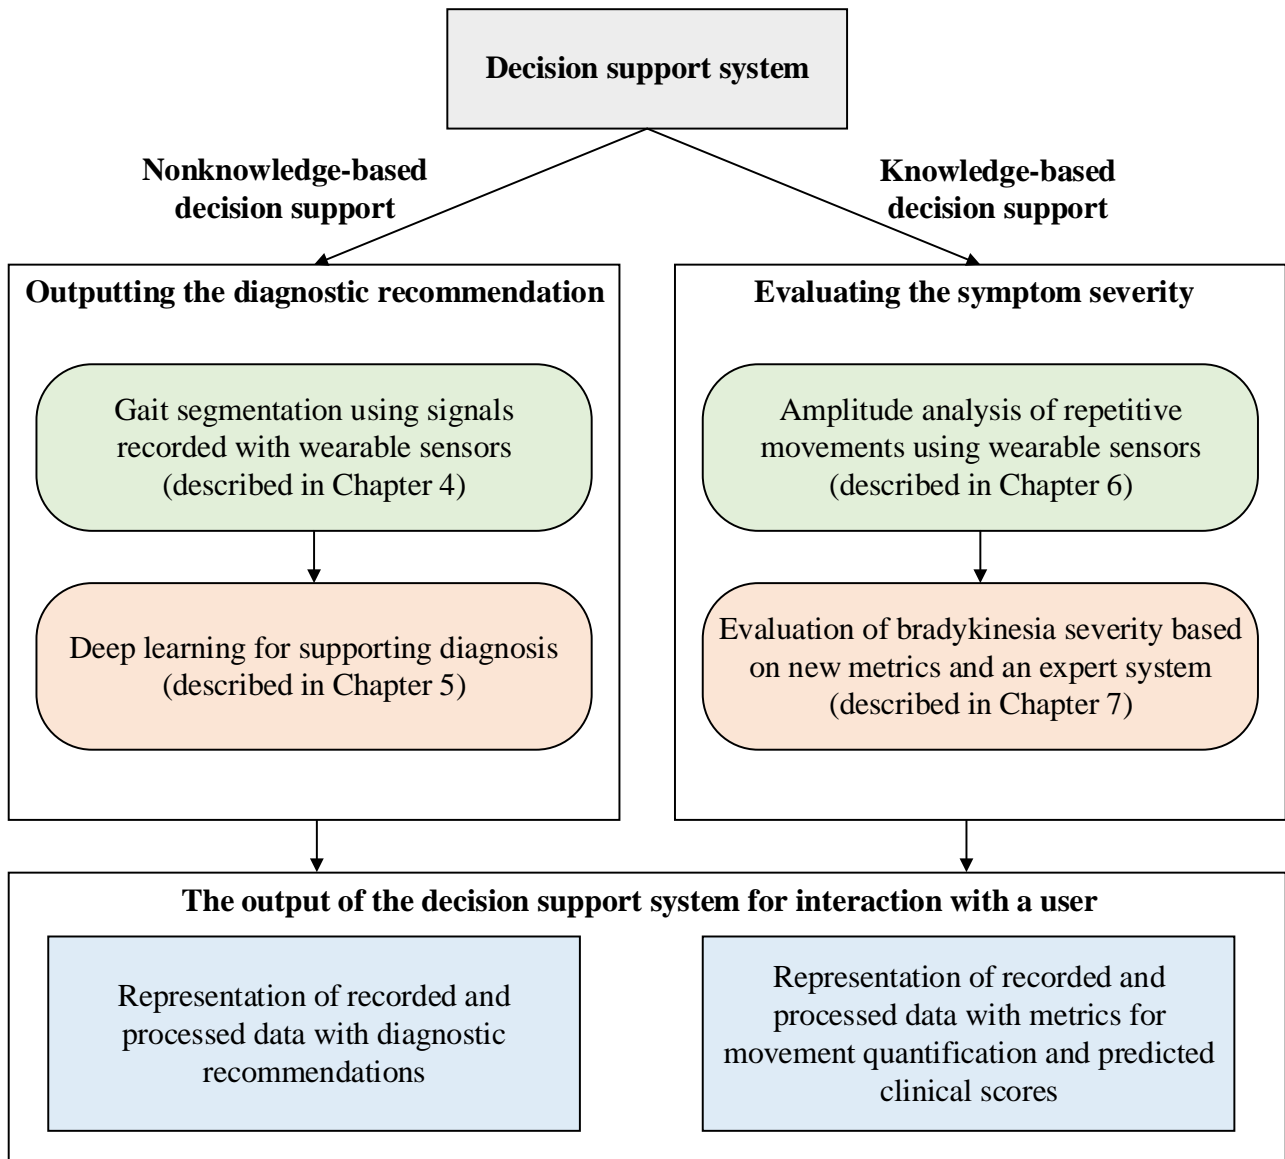 Decision support system
Nonknowledge-based
decision support
Knowledge-based
decision support
Outputting the diagnostic recommendation
Gait segmentation using signals
recorded with wearable sensors
(described in Chapter 4)
Deep learning for supporting diagnosis
(described in Chapter 5)
Evaluating the symptom severity
Amplitude analysis of repetitive
movements using wearable sensors
(described in Chapter 6)
Evaluation of bradykinesia severity based
on new metrics and an expert system
(described in Chapter 7)
The output of the decision support system for interaction with a user
Representation of recorded and
processed data with diagnostic
recommendations
Representation of recorded and
processed data with metrics for
movement quantification and predicted
clinical scores